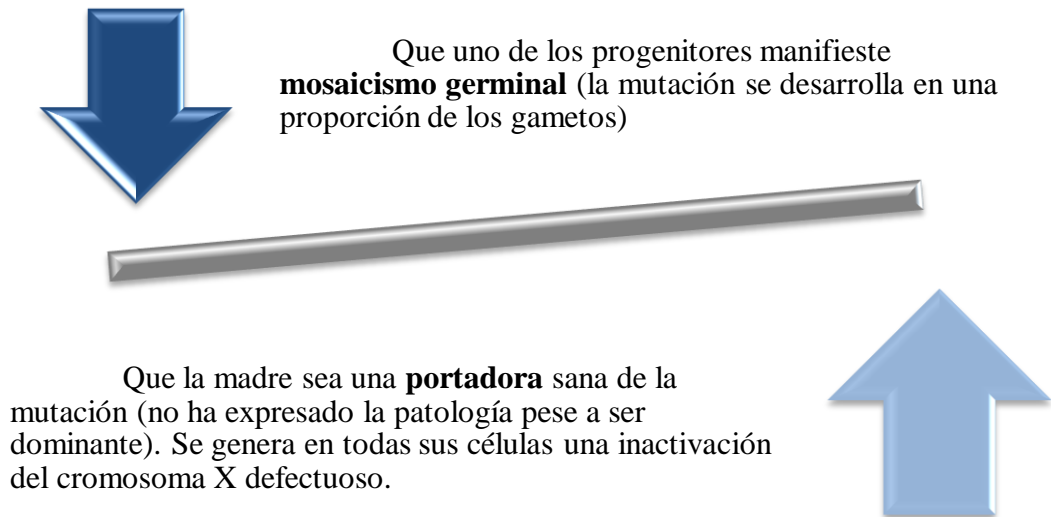 Que uno de los progenitores manifieste
mosaicismo germinal (la mutación se desarrolla en una
proporción de los gametos)
Que la madre sea una portadora sana de la
mutación (no ha expresado la patología pese a ser
dominante). Se genera en todas sus células una inactivación
del cromosoma X defectuoso.